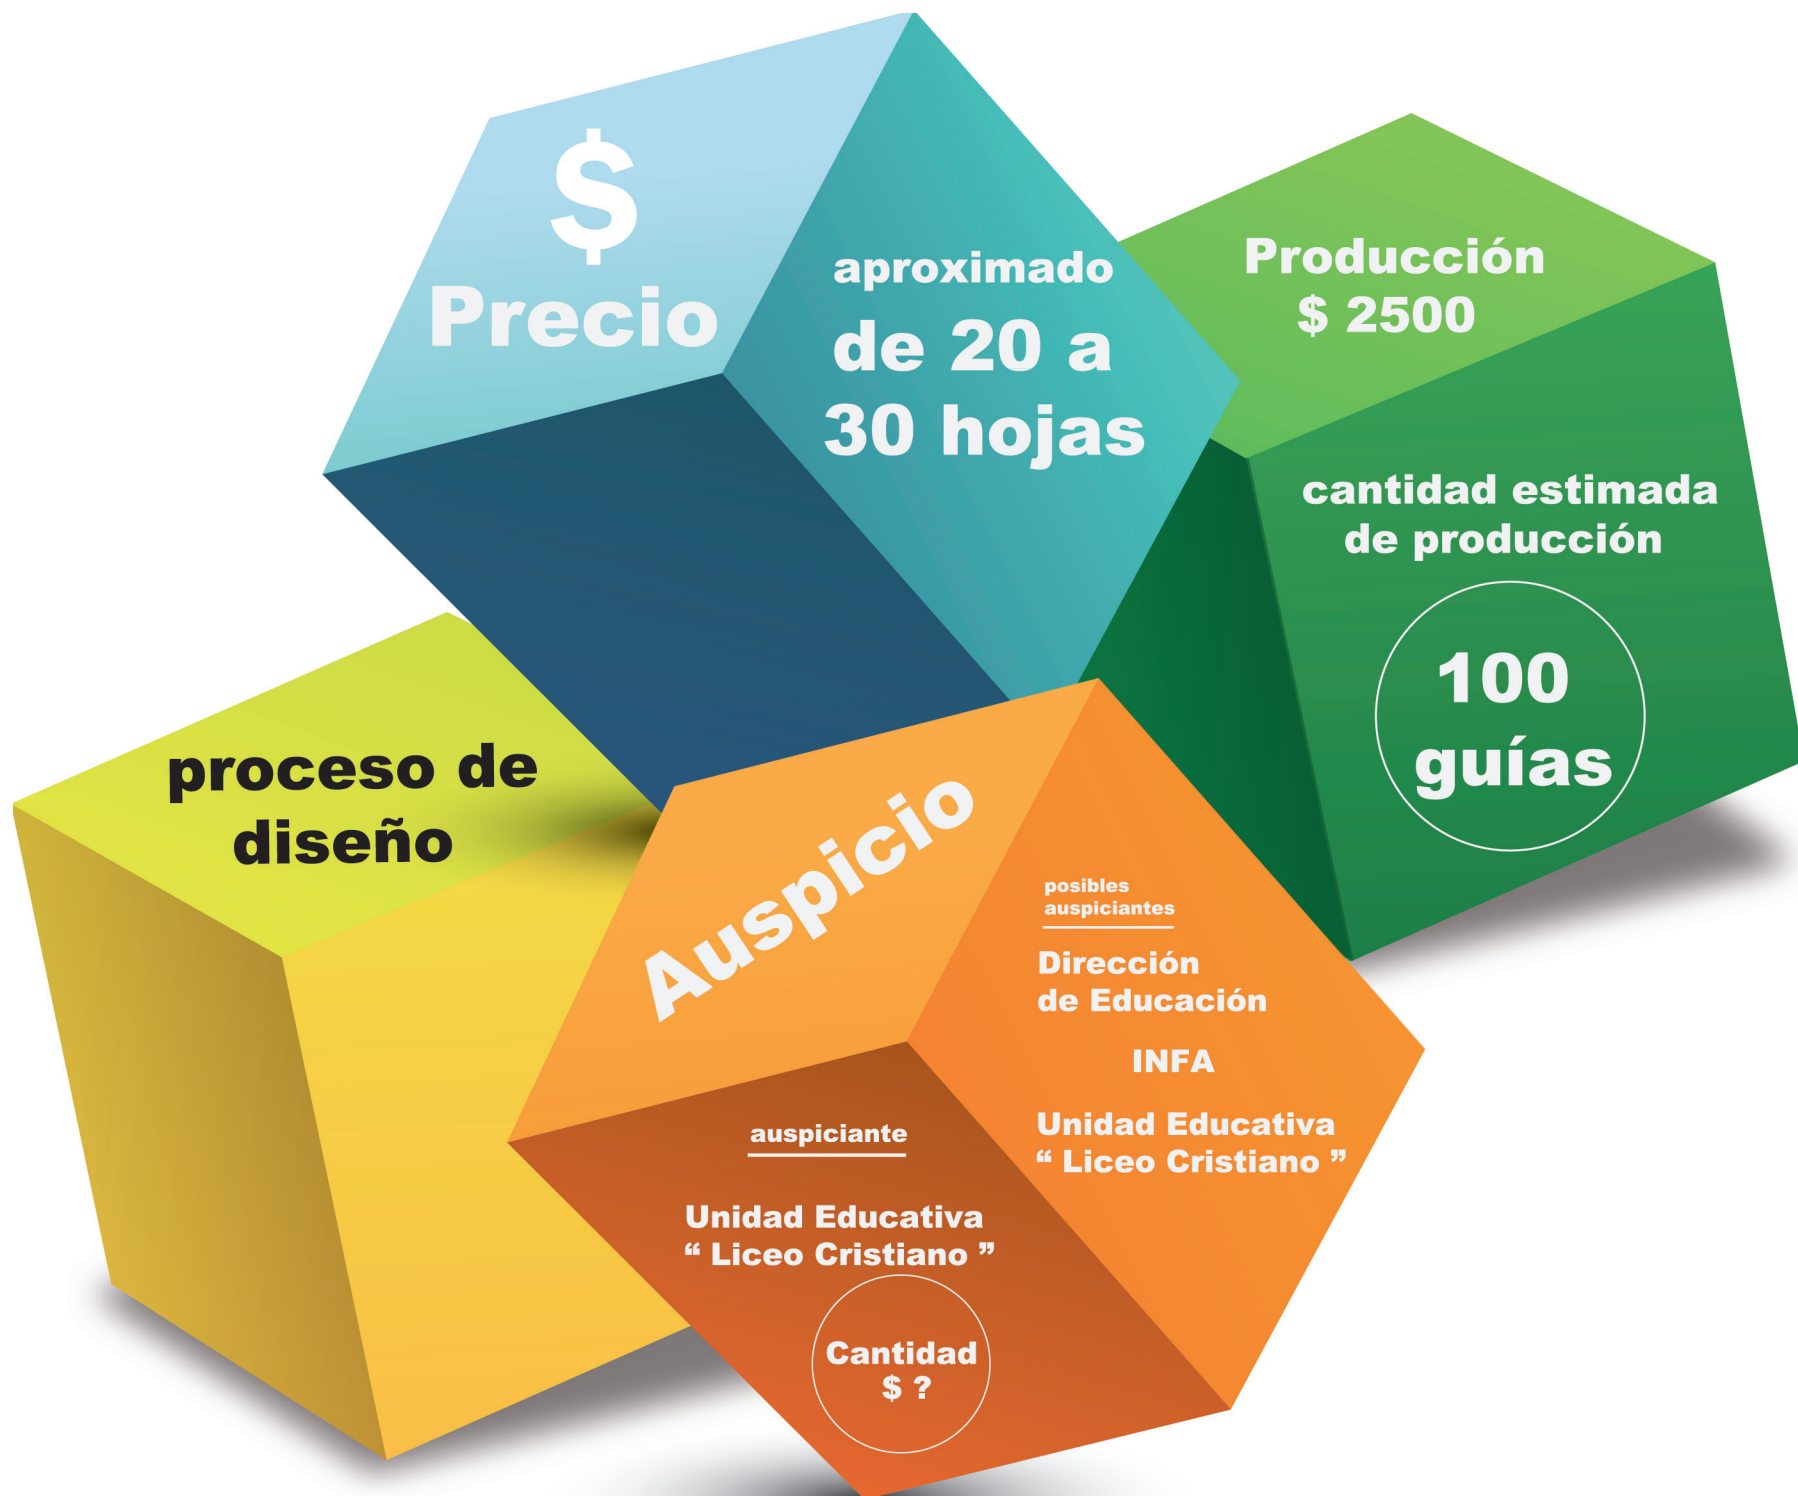 $
Precio
aproximado
de 20 a
30 hojas
Producción
$ 2500
cantidad estimada
de producción
100
guías
proceso de
diseño
Auspicio
posibles
auspiciantes
Dirección
de Educación
INFA
Unidad Educativa
“ Liceo Cristiano ”
auspiciante
Unidad Educativa
“ Liceo Cristiano ”
Cantidad
$ ?